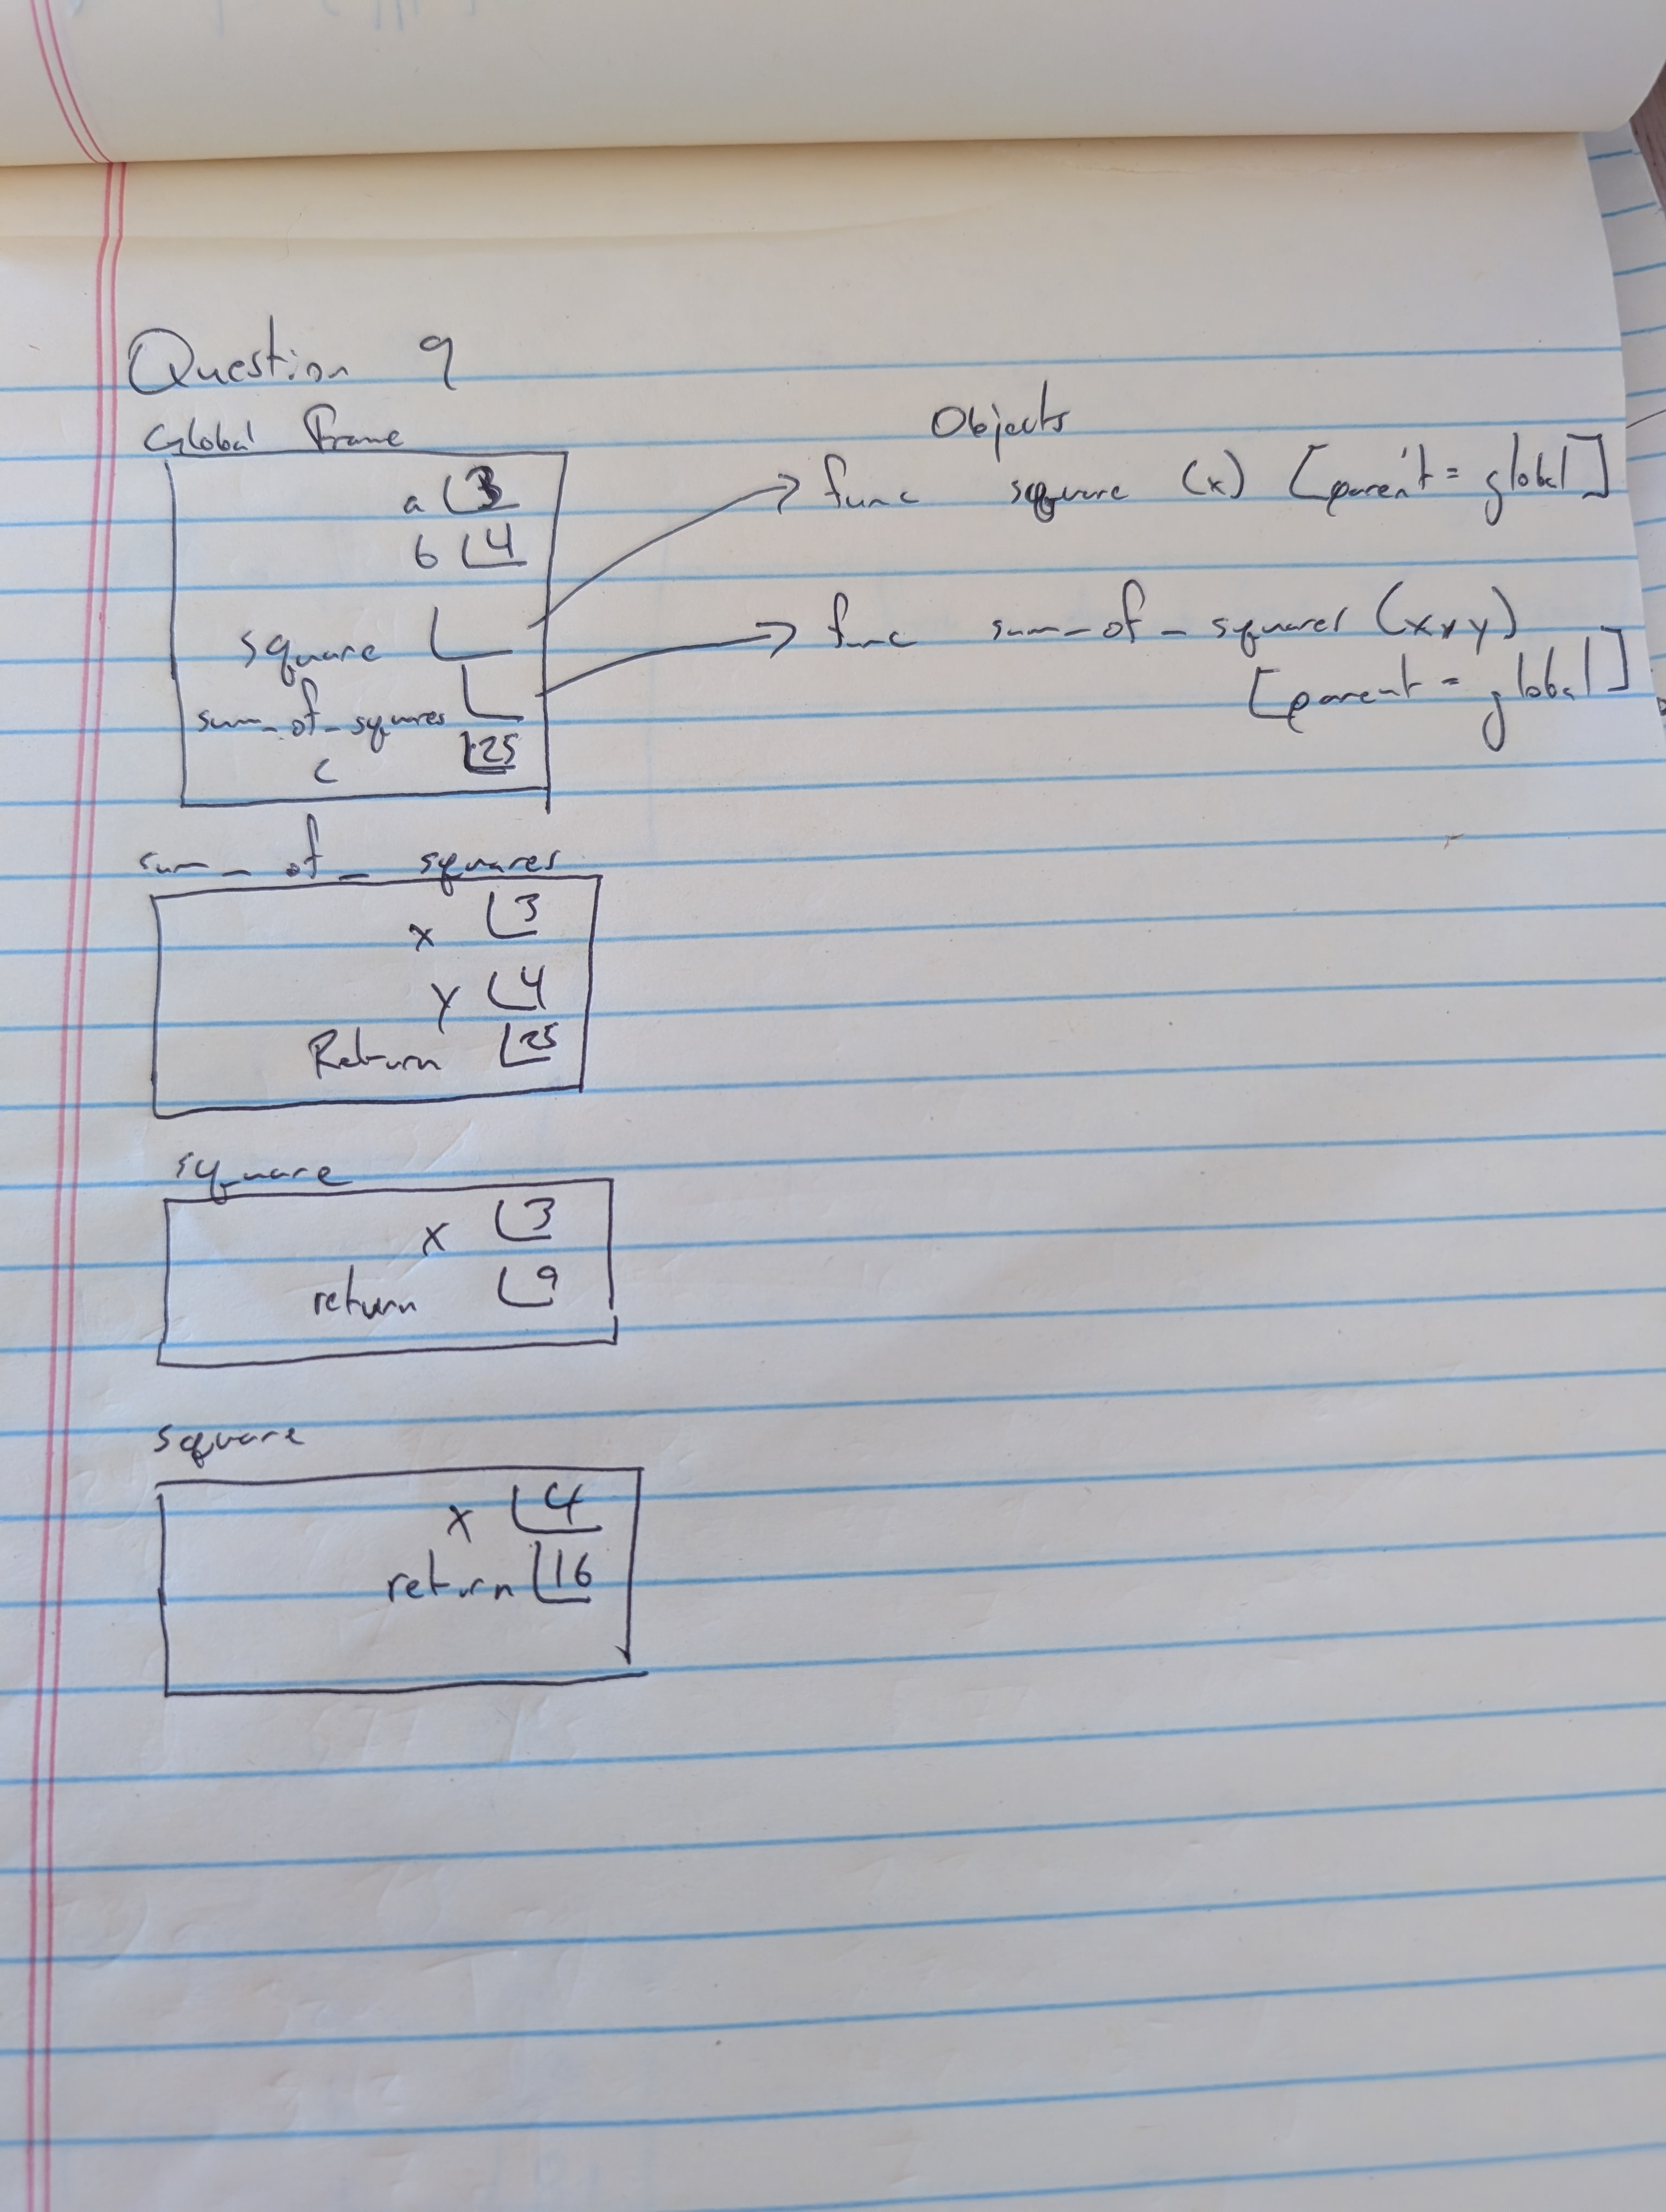 Question 9
Global Frame
Objects
a 3
func square (x) [parent = global]
b 4
square
func sum_of_squares (x, y)
[parent = global]
sum_of_squares
c 25
sum_of_squares
x 3
y 4
Return 25
square
x 3
return 9
square
x 4
return 16